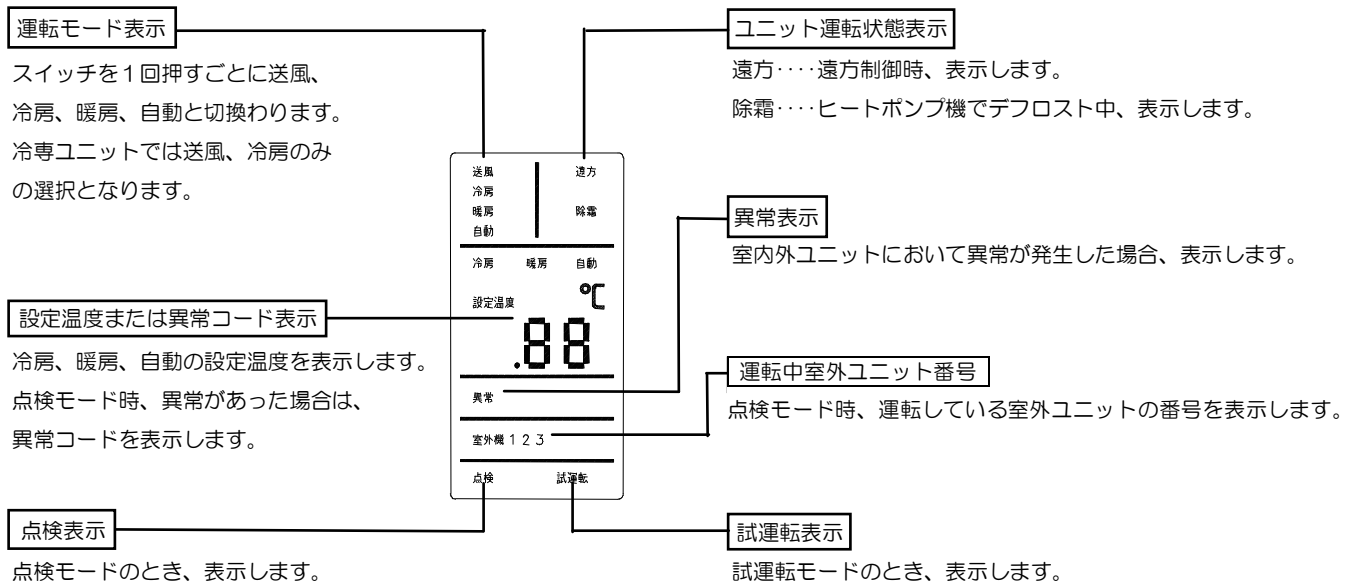 運転モード表示
スイッチを1回押すごとに送風、
冷房、暖房、自動と切換わります。
冷専ユニットでは送風、冷房のみ
の選択となります。
設定温度または異常コード表示
冷房、暖房、自動の設定温度を表示します。
点検モード時、異常があった場合は、
異常コードを表示します。
点検表示
点検モードのとき、表示します。
送風 遠方
冷房
暖房 除霜
自動
冷房 暖房 自動
設定温度 ℃
.88
異常
室外機 1 2 3
点検 試運転
ユニット運転状態表示
遠方‥‥遠方制御時、表示します。
除霜‥‥ヒートポンプ機でデフロスト中、表示します。
異常表示
室内外ユニットにおいて異常が発生した場合、表示します。
運転中室外ユニット番号
点検モード時、運転している室外ユニットの番号を表示します。
試運転表示
試運転モードのとき、表示します。